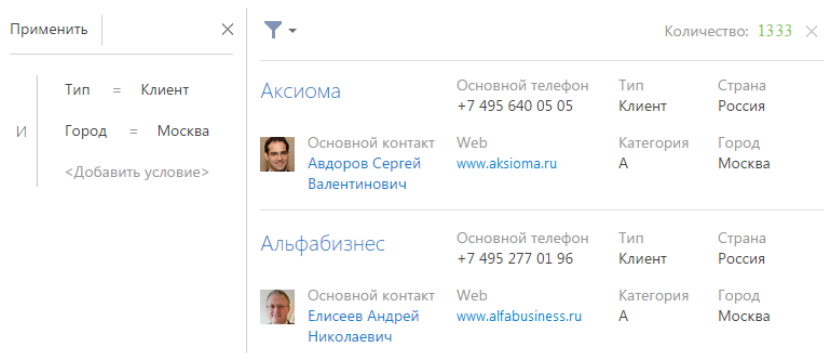 Применить
Тип = Клиент
И
Город = Москва
<Добавить условие>
Количество: 1333
Аксиома
Основной телефон
+7 495 640 05 05
Тип
Клиент
Страна
Россия
Основной контакт
Авдоров Сергей
Валентинович
Web
www.aksioma.ru
Категория
А
Город
Москва
Альфабизнес
Основной телефон
+7 495 277 01 96
Тип
Клиент
Страна
Россия
Основной контакт
Елисеев Андрей
Николаевич
Web
www.alfabusiness.ru
Категория
А
Город
Москва